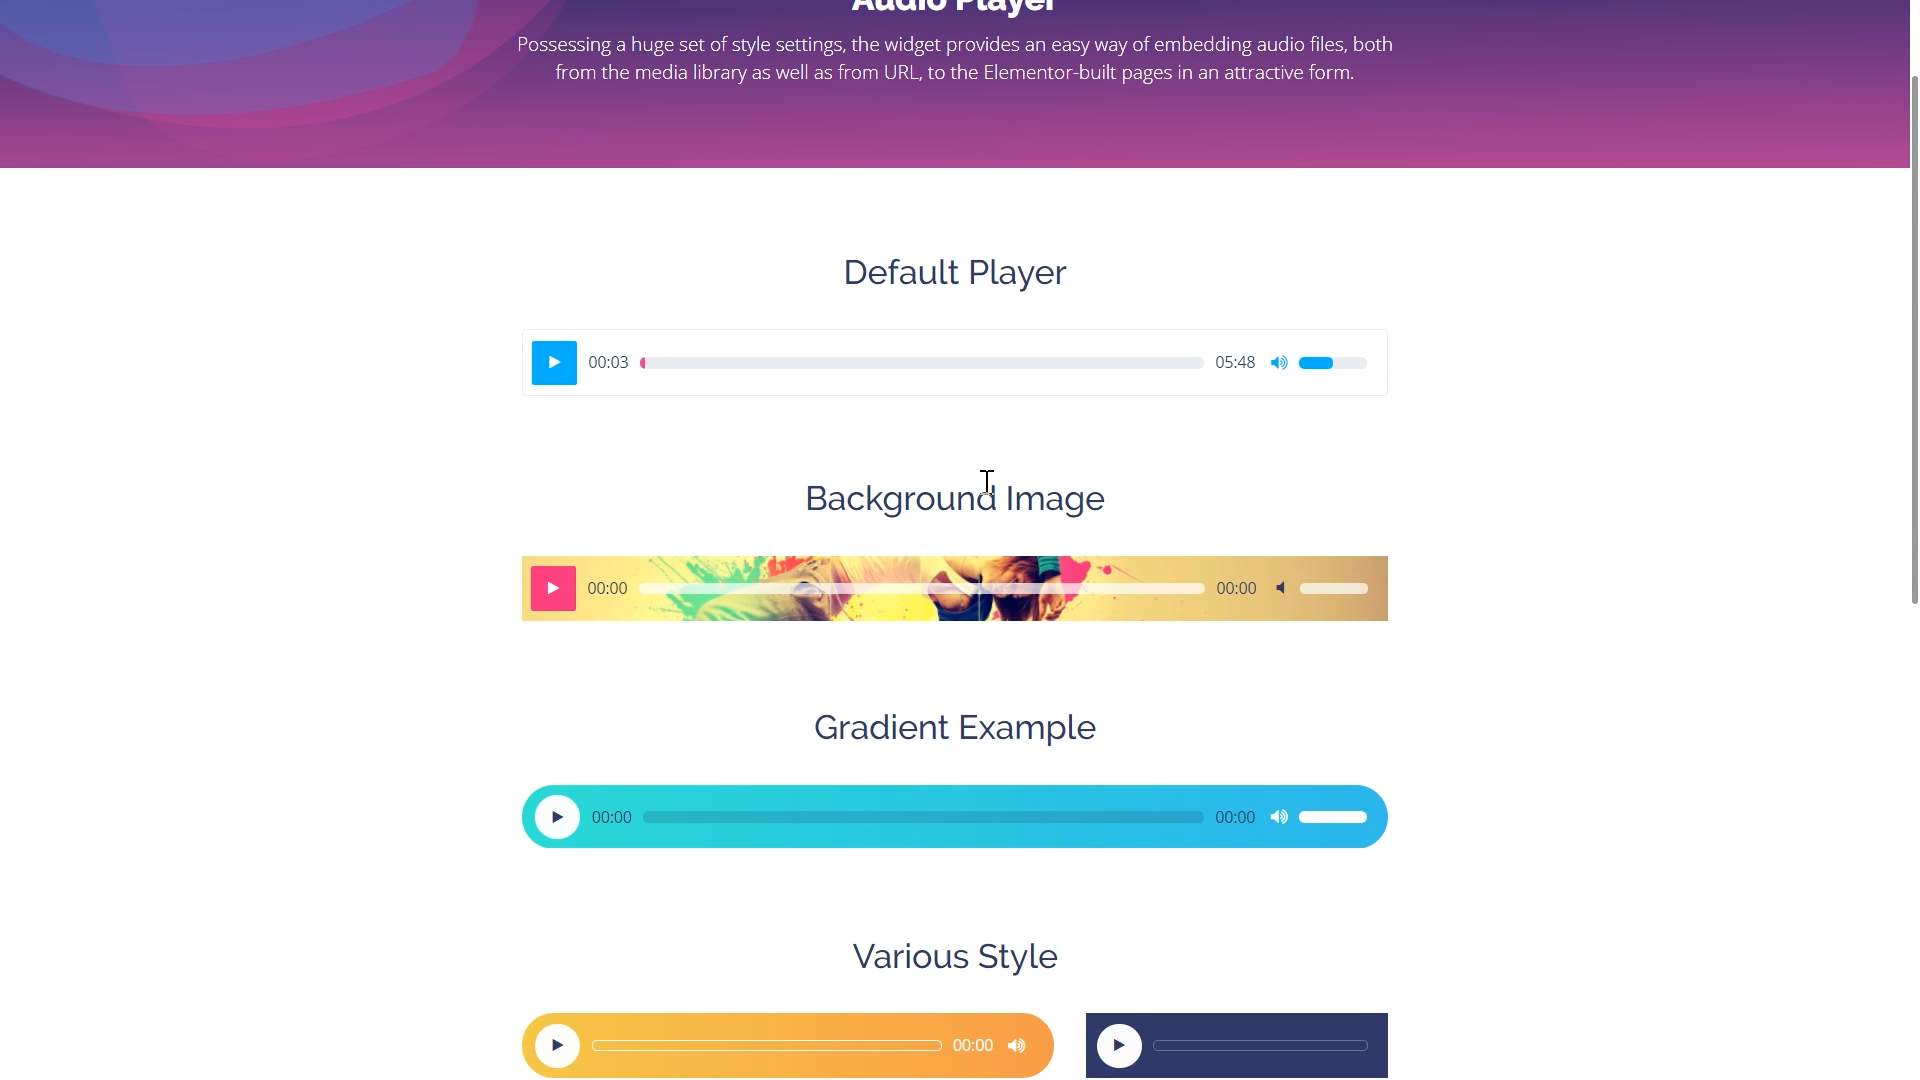 Audio Player
Possessing a huge set of style settings, the widget provides an easy way of embedding audio files, both
from the media library as well as from URL, to the Elementor-built pages in an attractive form.
Default Player
00:03 05:48
Background Image
00:00 00:00
Gradient Example
00:00 00:00
Various Style
00:00